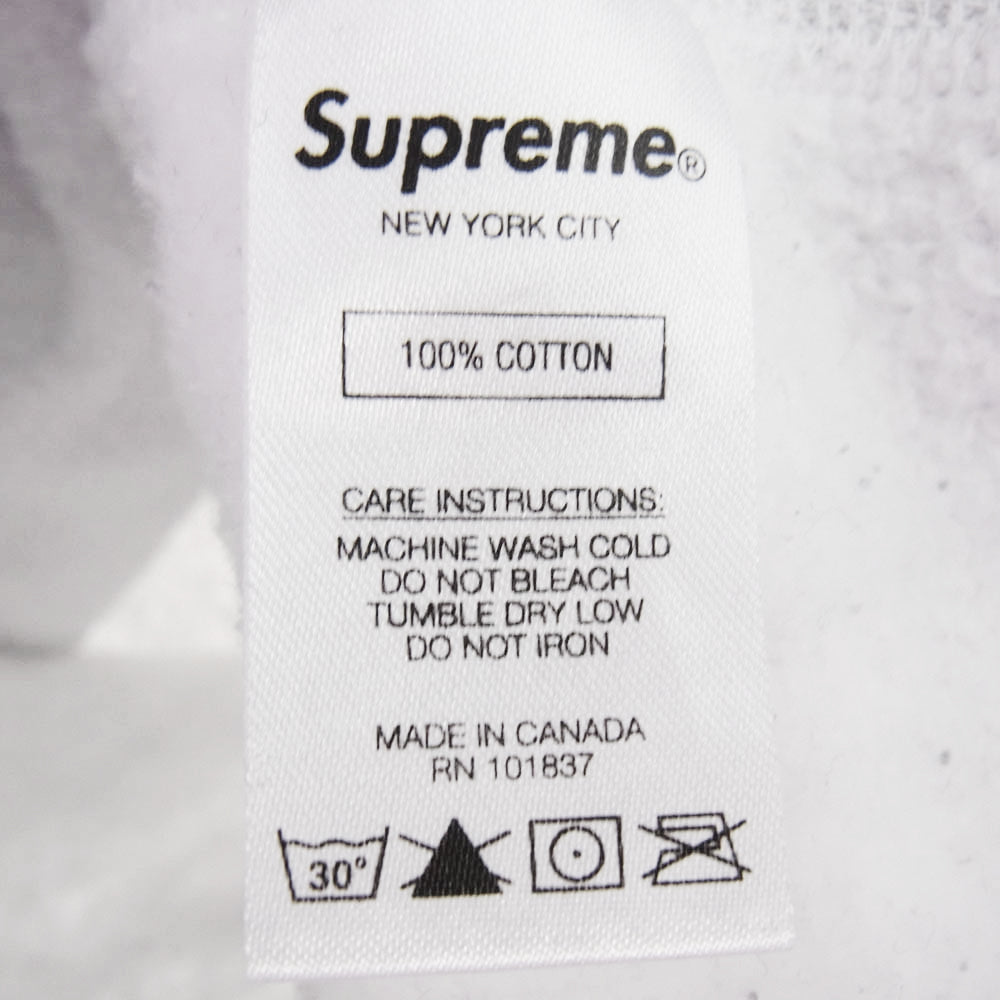 Supreme®
NEW YORK CITY
100% COTTON
CARE INSTRUCTIONS:
MACHINE WASH COLD
DO NOT BLEACH
TUMBLE DRY LOW
DO NOT IRON
MADE IN CANADA
RN 101837
30°